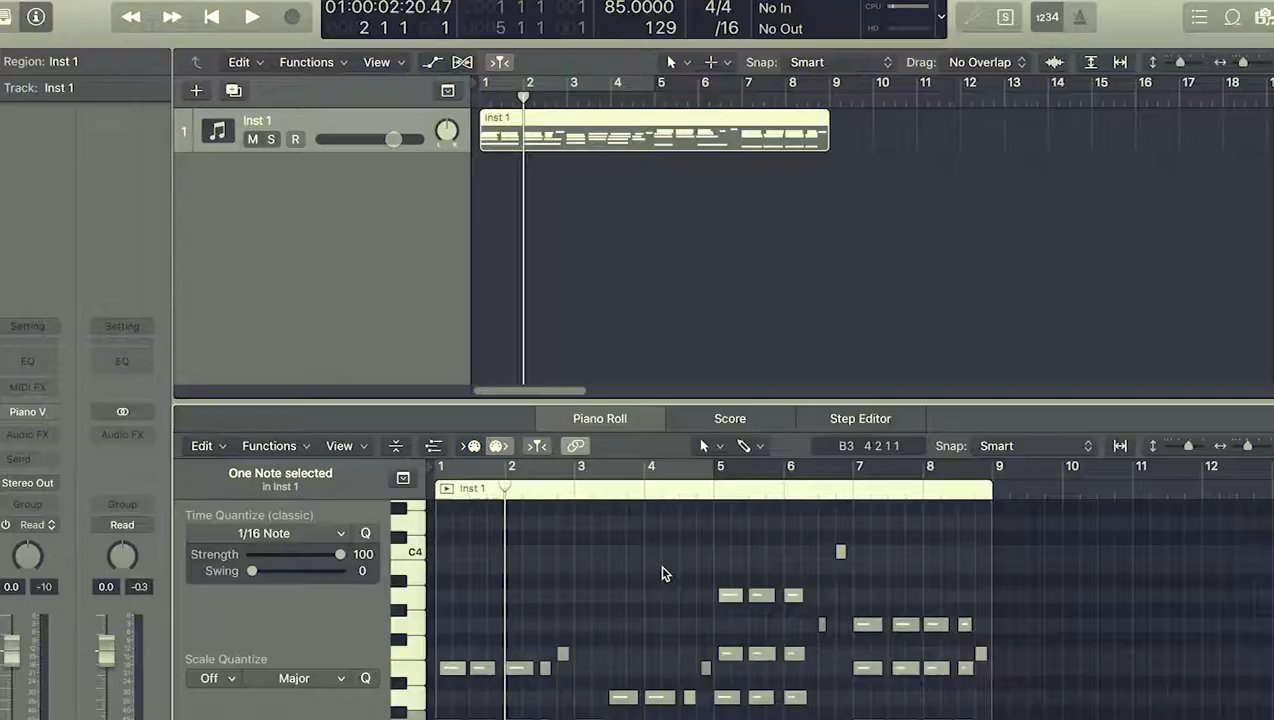 01:00:02:20.47
2 1 1 1
5 1 1
1 1 001
85.0000
129
4/4
/16
No In
No Out
CPU
HD
S
1234
Region: Inst 1
Edit
Functions
View
Snap: Smart
Drag: No Overlap
Track: Inst 1
1 2 3 4 5 6 7 8 9 10 11 12 13 14 15 16 17 18
1
Inst 1
M S R
L R
Inst 1
Setting
Setting
EQ
EQ
MIDI FX
Piano V
Audio FX
Audio FX
Send
Stereo Out
Group
Group
Read
Read
0.0 -10
0.0 -0.3
Piano Roll
Score
Step Editor
Edit
Functions
View
B3 4 2 1 1
Snap: Smart
One Note selected
in Inst 1
1 2 3 4 5 6 7 8 9 10 11 12
Inst 1
Time Quantize (classic)
1/16 Note
Q
Strength 100
Swing 0
C4
Scale Quantize
Off
Major
Q